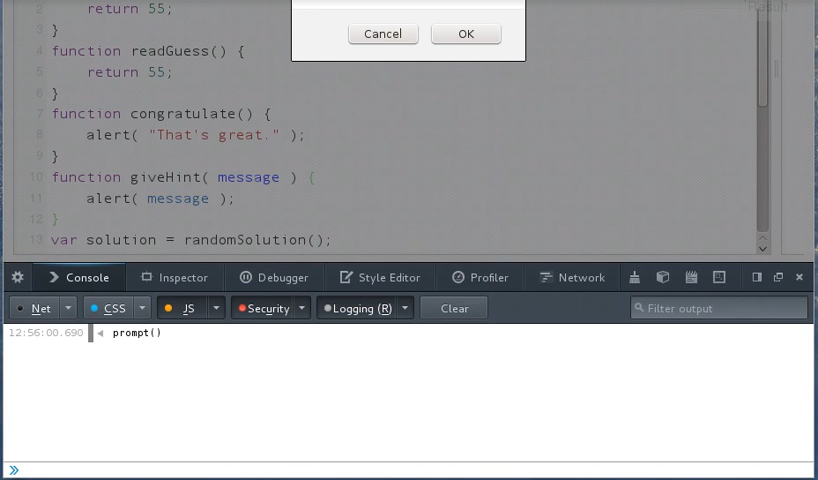 Result
2 return 55;
Cancel OK
3 }
4 function readGuess() {
5 return 55;
6 }
7 function congratulate() {
8 alert( "That's great." );
9 }
10 function giveHint( message ) {
11 alert( message );
12 }
13 var solution = randomSolution();
Console Inspector Debugger Style Editor Profiler Network
Net CSS JS Security Logging (R) Clear Filter output
12:56:00.690 prompt()